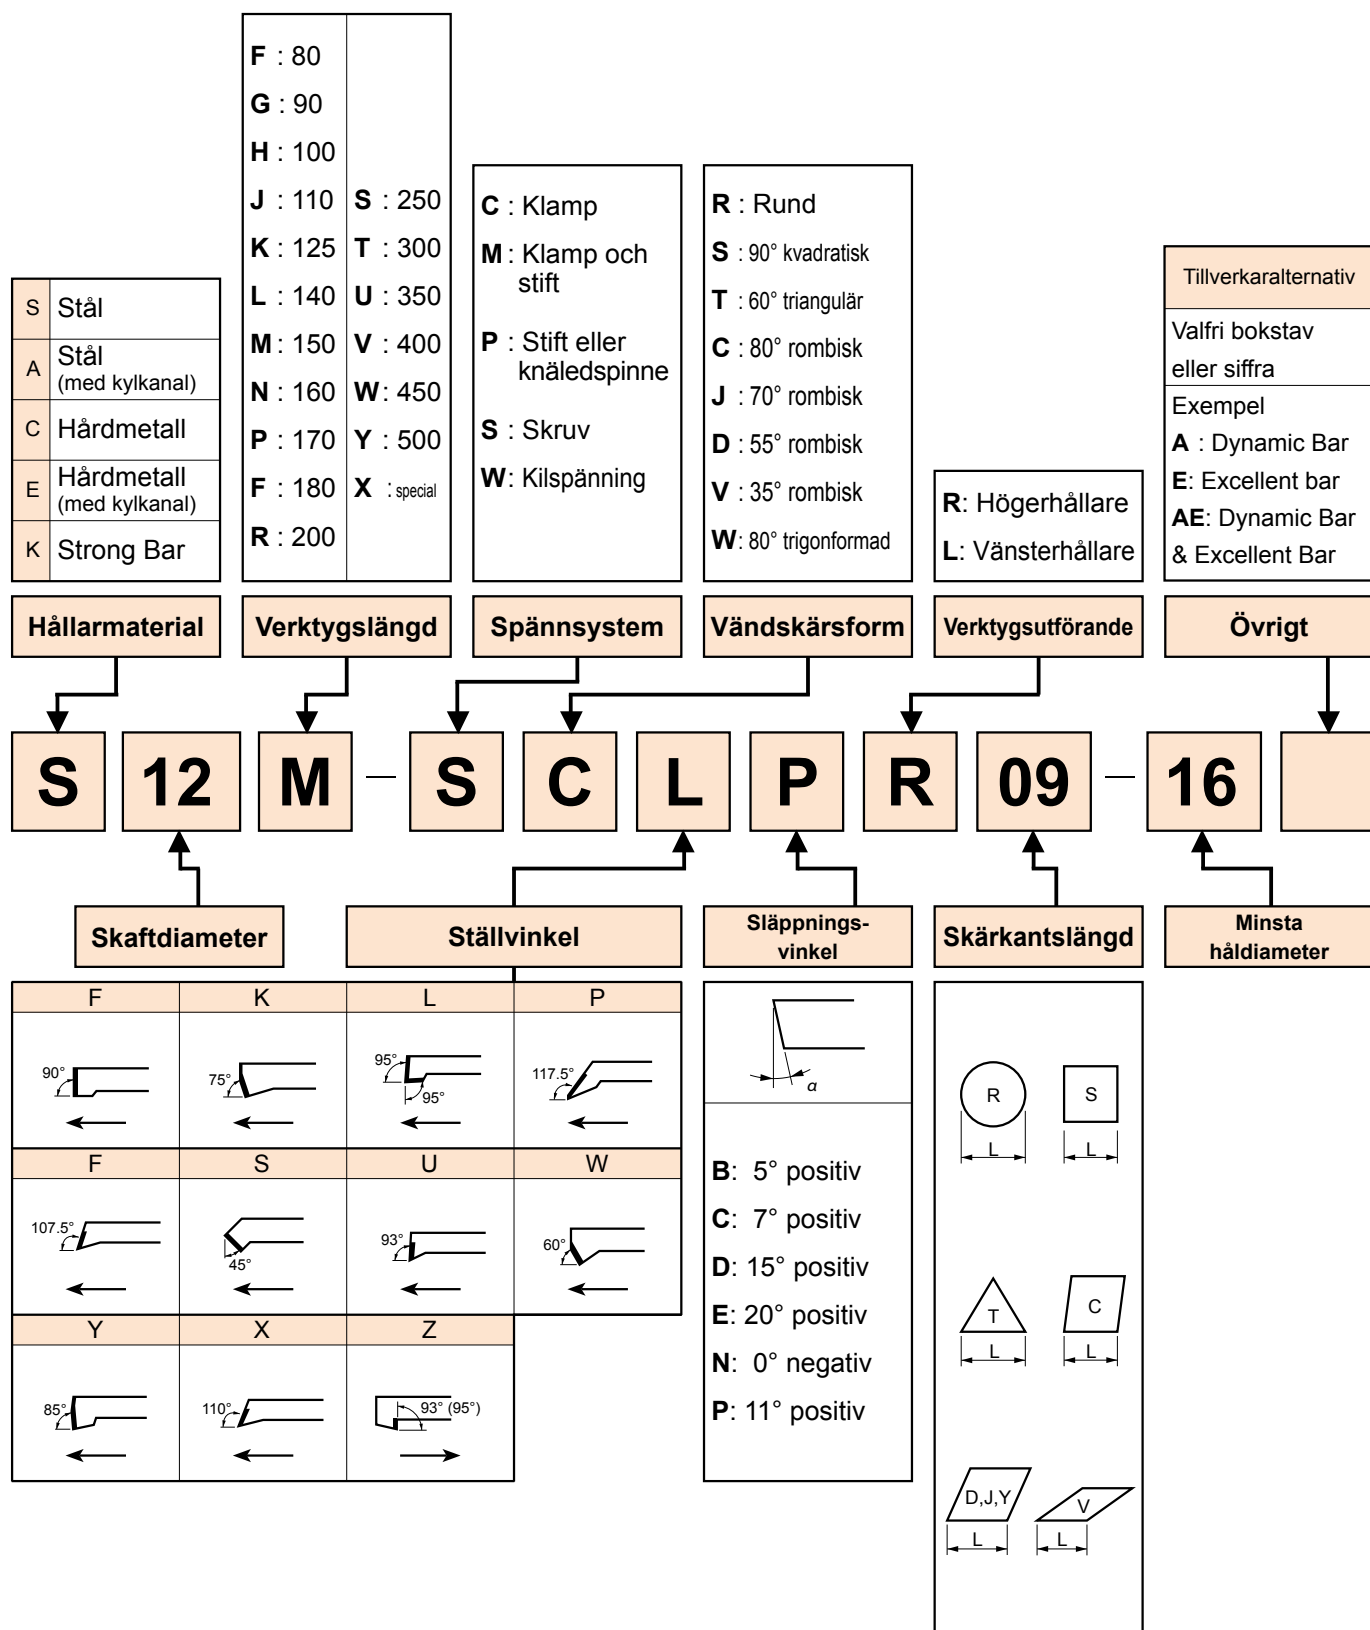 F : 80
G : 90
H : 100
J : 110
K : 125
L : 140
M : 150
N : 160
P : 170
F : 180
R : 200
S : 250
T : 300
U : 350
V : 400
W: 450
Y : 500
X : special
C : Klamp
M : Klamp och
stift
P : Stift eller
knäledspinne
S : Skruv
W: Kilspänning
R : Rund
S : 90° kvadratisk
T : 60° triangulär
C : 80° rombisk
J : 70° rombisk
D : 55° rombisk
V : 35° rombisk
W: 80° trigonformad
S Stål
A Stål
(med kylkanal)
C Hårdmetall
E Hårdmetall
(med kylkanal)
K Strong Bar
R: Högerhållare
L: Vänsterhållare
Tillverkaralternativ
Valfri bokstav
eller siffra
Exempel
A : Dynamic Bar
E: Excellent bar
AE: Dynamic Bar
& Excellent Bar
Hållarmaterial
Verktygslängd
Spännsystem
Vändskärsform
Verktygsutförande
Övrigt
S 12 M – S C L P R 09 – 16
Skaftdiameter
Ställvinkel
Släppnings-
vinkel
Skärkantslängd
Minsta
håldiameter
F K L P
90°
75°
95°
95°
117.5°
F S U W
107.5°
45°
93°
60°
Y X Z
85°
110°
93° (95°)
α
B: 5° positiv
C: 7° positiv
D: 15° positiv
E: 20° positiv
N: 0° negativ
P: 11° positiv
R S
L L
T C
L L
D,J,Y V
L L